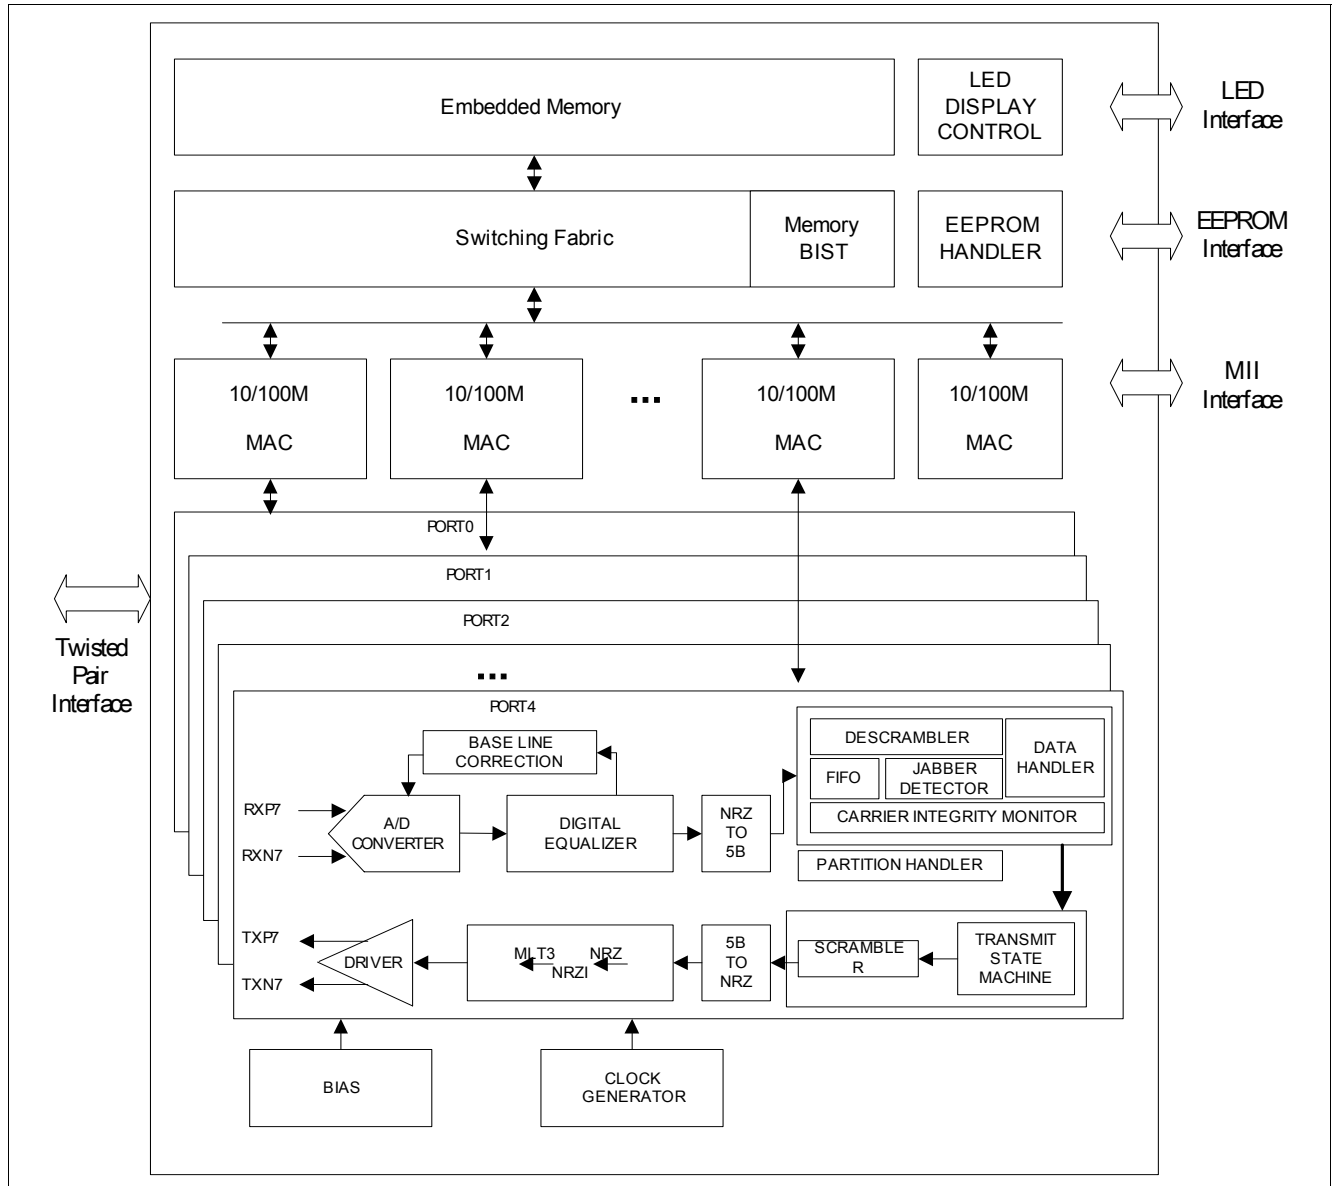 Embedded Memory
LED
DISPLAY
CONTROL
LED
Interface
Switching Fabric
Memory
BIST
EEPROM
HANDLER
EEPROM
Interface
10/100M
MAC
10/100M
MAC
...
10/100M
MAC
10/100M
MAC
MII
Interface
PORT0
PORT1
PORT2
...
PORT4
Twisted
Pair
Interface
BASE LINE
CORRECTION
RXP7
RXN7
A/D
CONVERTER
DIGITAL
EQUALIZER
NRZ
TO
5B
DESCRAMBLER
FIFO
JABBER
DETECTOR
DATA
HANDLER
CARRIER INTEGRITY MONITOR
PARTITION HANDLER
TXP7
TXN7
DRIVER
MLT3
NRZI
NRZ
5B
TO
NRZ
SCRAMBLE
R
TRANSMIT
STATE
MACHINE
BIAS
CLOCK
GENERATOR